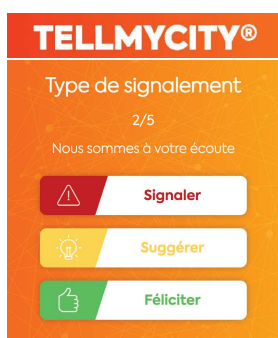 TELLMYCITY®
Type de signalement
2/5
Nous sommes à votre écoute
Signaler
Suggérer
Féliciter